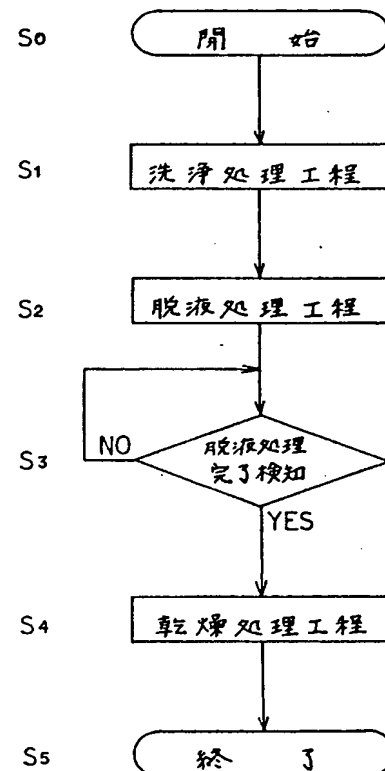 S0
開 始
S1
洗浄処理工程
S2
脱液処理工程
NO
S3
脱液処理
完了検知
YES
S4
乾燥処理工程
S5
終 了